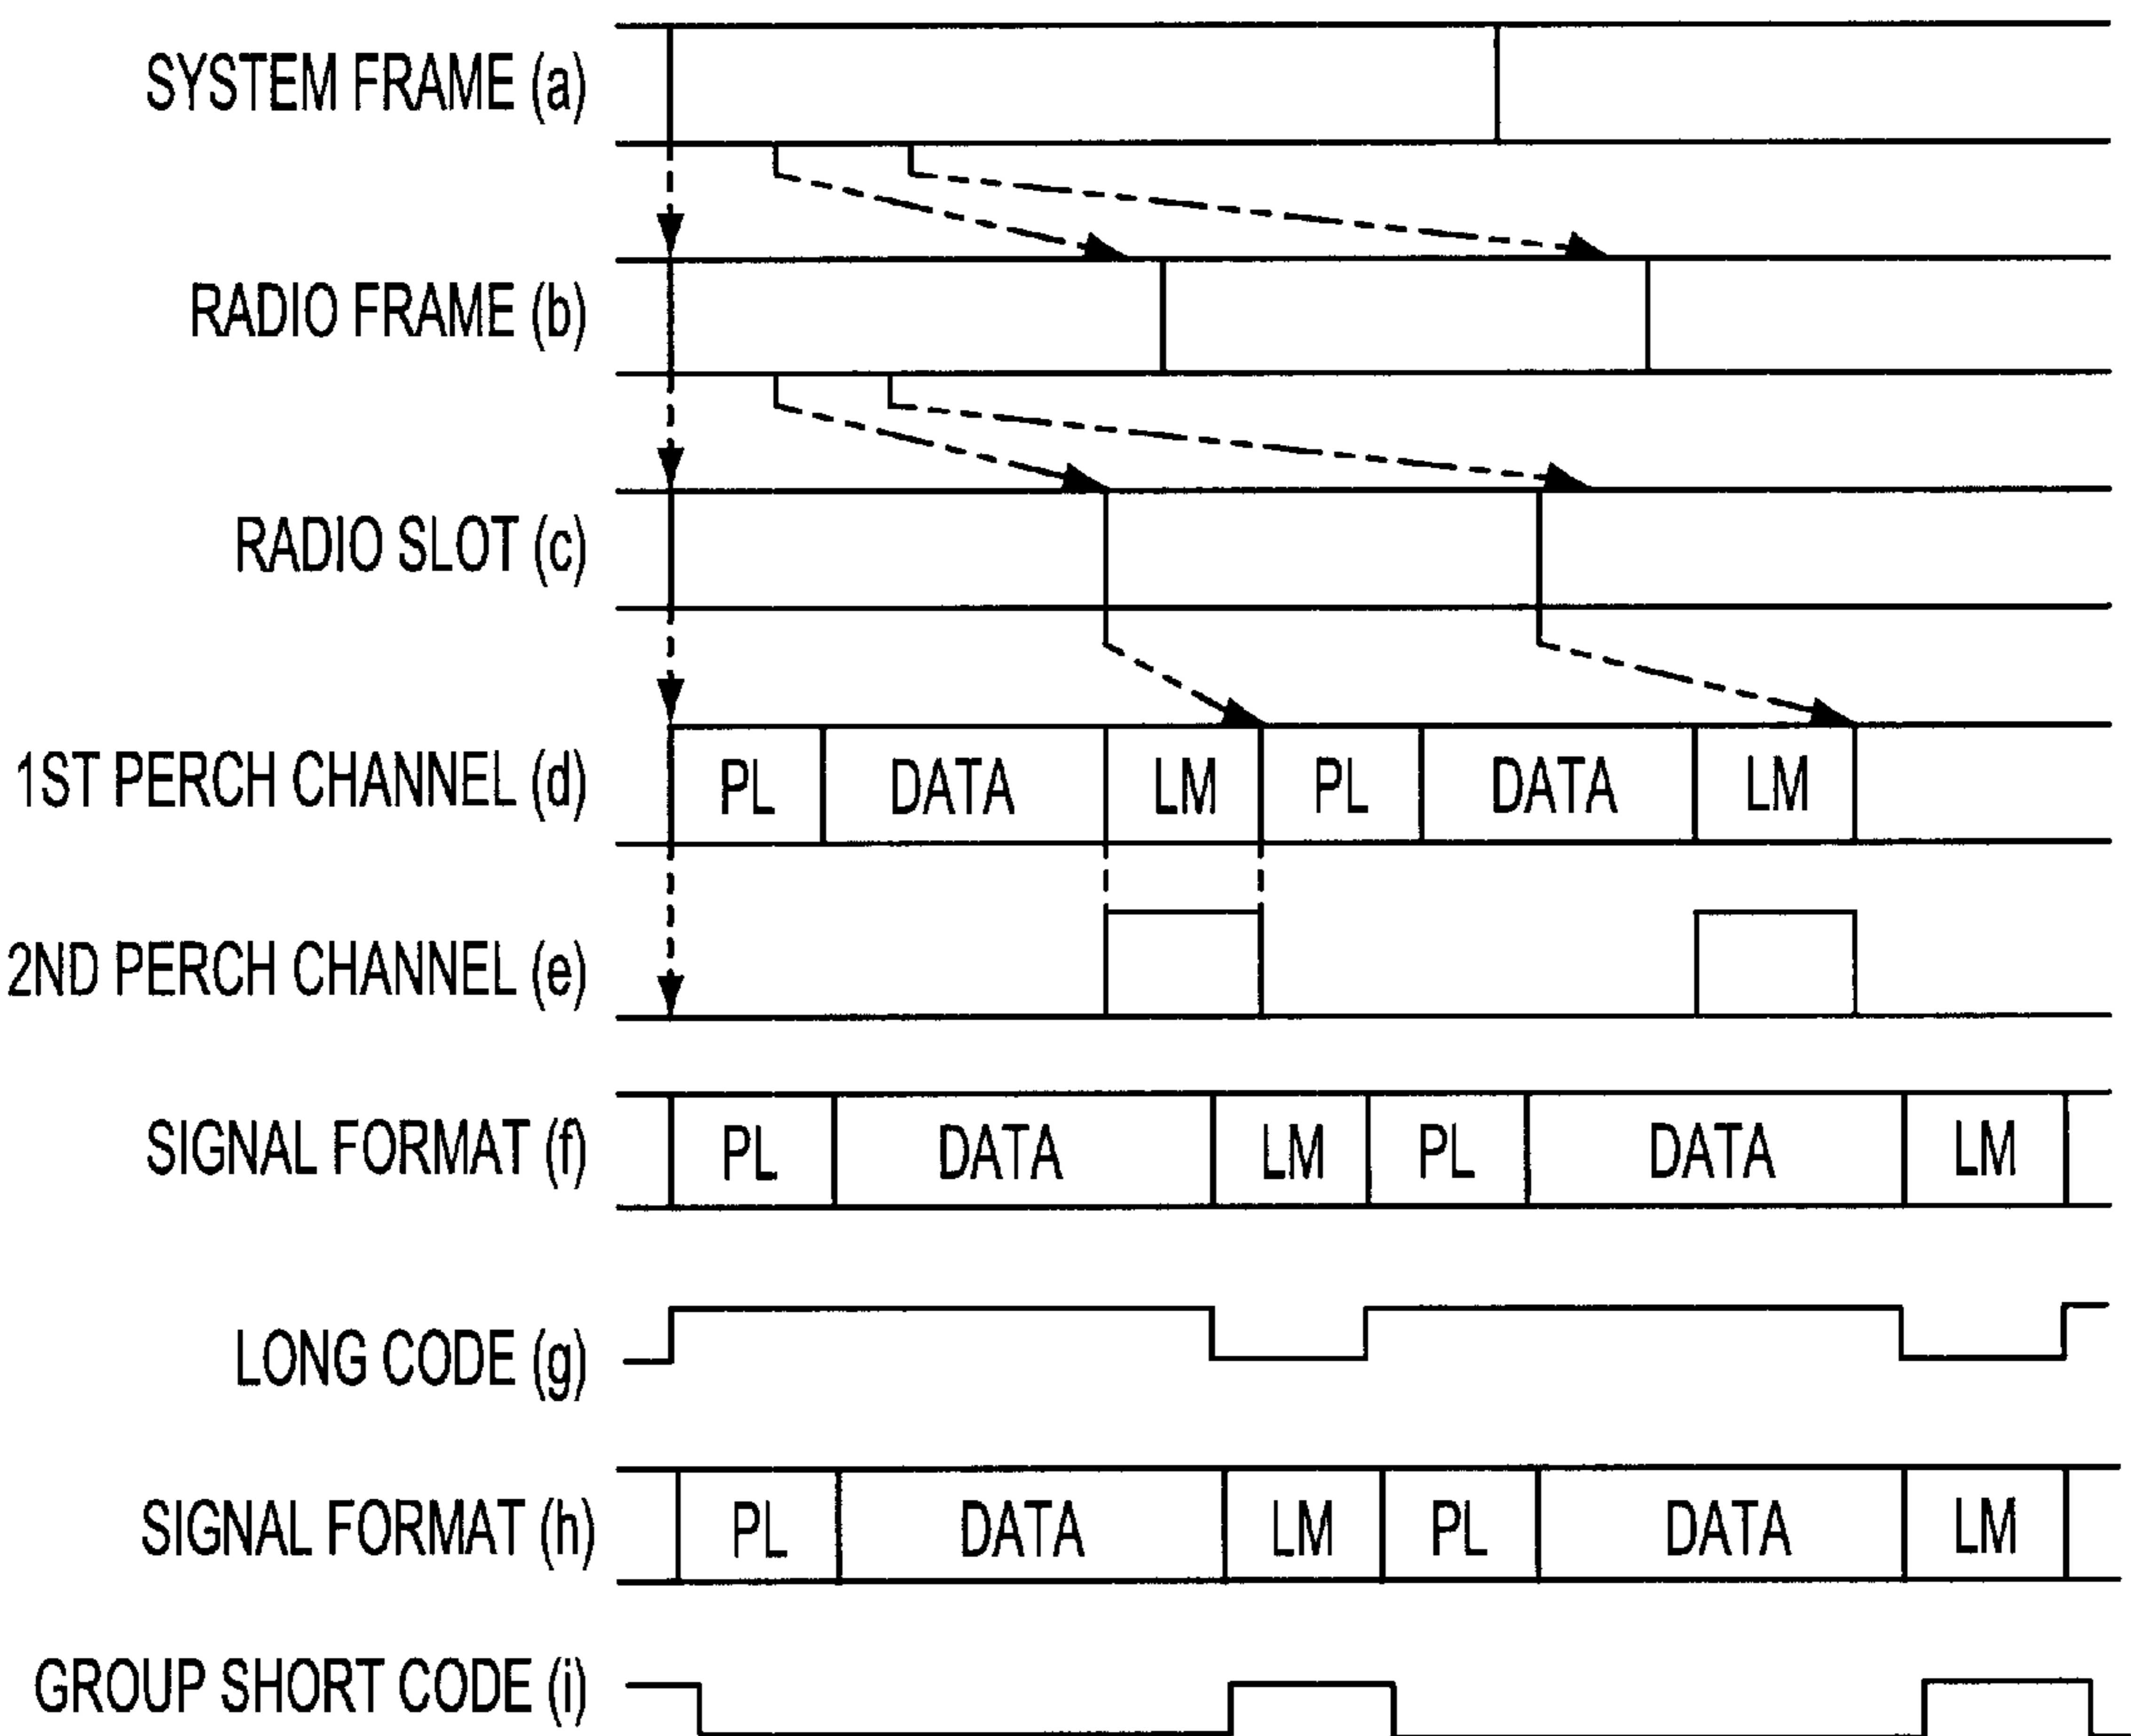 SYSTEM FRAME (a)
RADIO FRAME (b)
RADIO SLOT (c)
1ST PERCH CHANNEL (d) PL DATA LM PL DATA LM
2ND PERCH CHANNEL (e)
SIGNAL FORMAT (f) PL DATA LM PL DATA LM
LONG CODE (g)
SIGNAL FORMAT (h) PL DATA LM PL DATA LM
GROUP SHORT CODE (i)